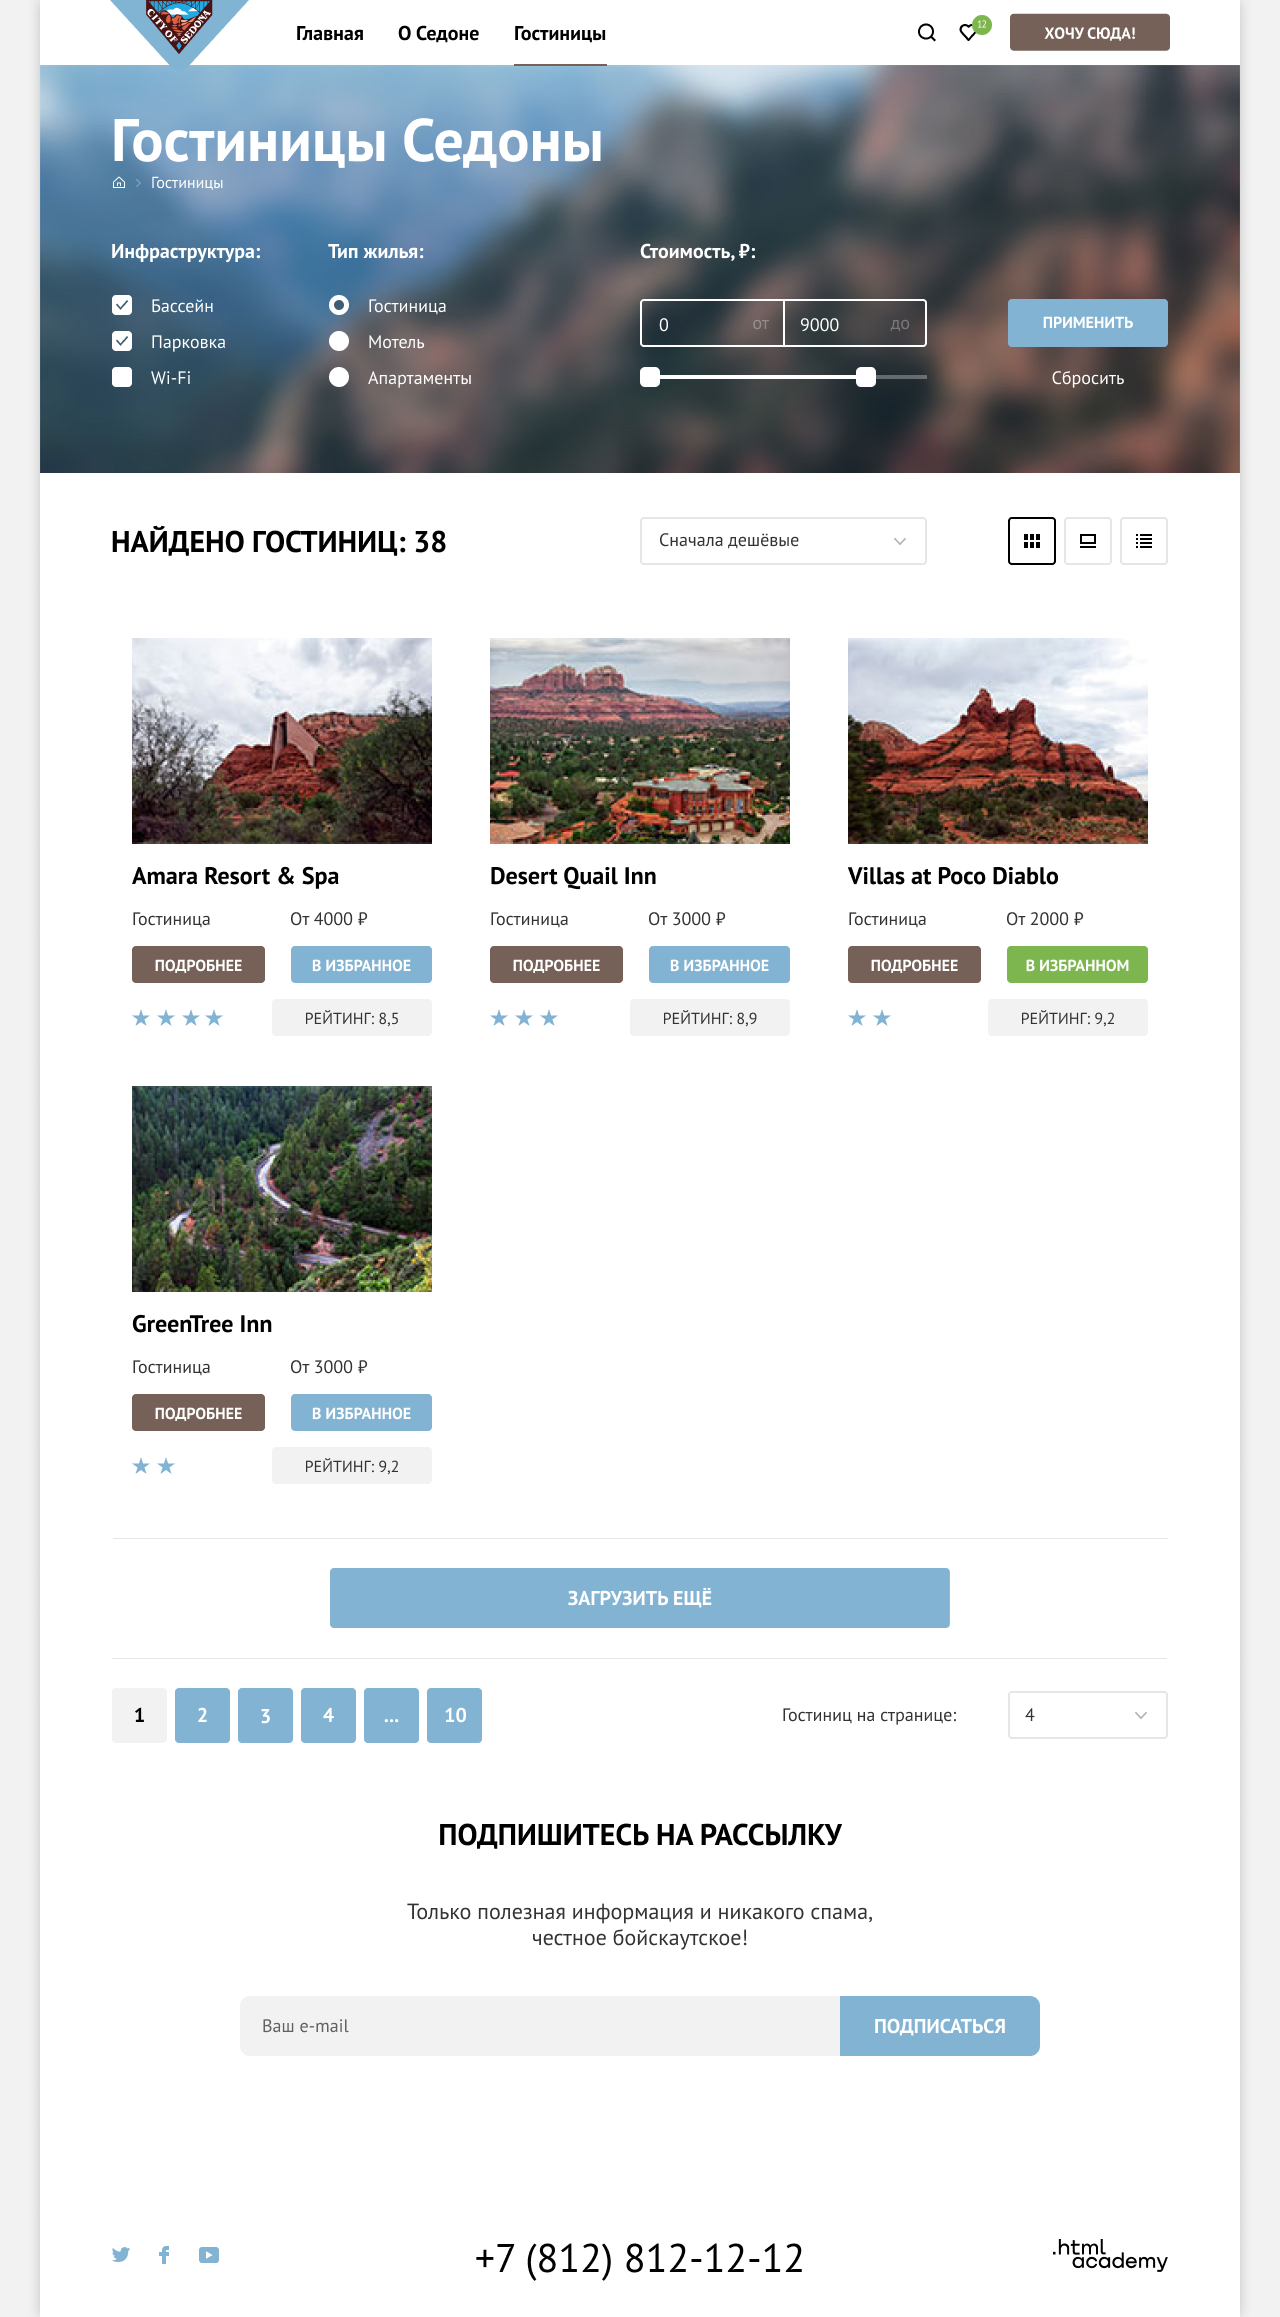 CITY OF SEDONA
Главная О Седоне Гостиницы 12 ХОЧУ СЮДА!
Гостиницы Седоны
Гостиницы
Инфраструктура: Тип жилья: Стоимость, ₽:
Бассейн Гостиница 0 от 9000 до ПРИМЕНИТЬ
Парковка Мотель
Wi-Fi Апартаменты Сбросить
НАЙДЕНО ГОСТИНИЦ: 38 Сначала дешёвые
Amara Resort & Spa Desert Quail Inn Villas at Poco Diablo
Гостиница От 4000 ₽ Гостиница От 3000 ₽ Гостиница От 2000 ₽
ПОДРОБНЕЕ В ИЗБРАННОЕ ПОДРОБНЕЕ В ИЗБРАННОЕ ПОДРОБНЕЕ В ИЗБРАННОМ
РЕЙТИНГ: 8,5 РЕЙТИНГ: 8,9 РЕЙТИНГ: 9,2
GreenTree Inn
Гостиница От 3000 ₽
ПОДРОБНЕЕ В ИЗБРАННОЕ
РЕЙТИНГ: 9,2
ЗАГРУЗИТЬ ЕЩЁ
1 2 3 4 ... 10 Гостиниц на странице: 4
ПОДПИШИТЕСЬ НА РАССЫЛКУ
Только полезная информация и никакого спама,
честное бойскаутское!
Ваш e-mail ПОДПИСАТЬСЯ
+7 (812) 812-12-12 .html
academy